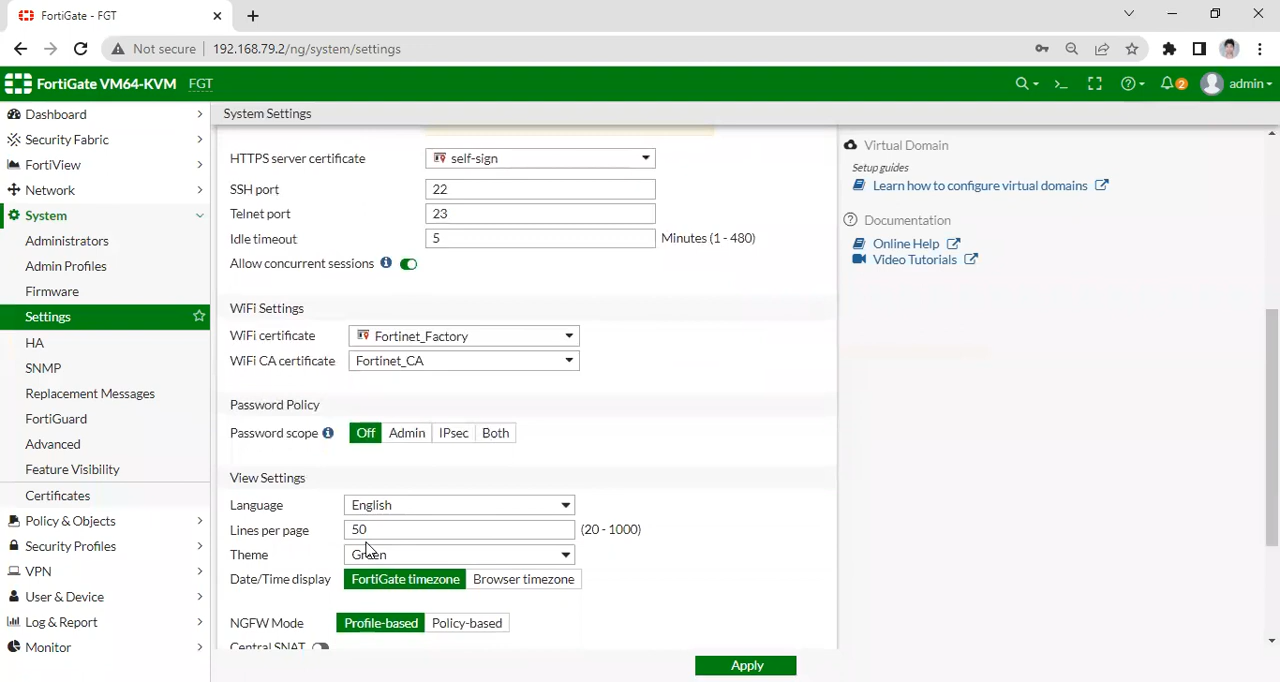 FortiGate - FGT
Not secure 192.168.79.2/ng/system/settings
FortiGate VM64-KVM FGT
2 admin
Dashboard
Security Fabric
FortiView
Network
System
Administrators
Admin Profiles
Firmware
Settings
HA
SNMP
Replacement Messages
FortiGuard
Advanced
Feature Visibility
Certificates
Policy & Objects
Security Profiles
VPN
User & Device
Log & Report
Monitor
System Settings
HTTPS server certificate self-sign
SSH port 22
Telnet port 23
Idle timeout 5 Minutes (1 - 480)
Allow concurrent sessions
WiFi Settings
WiFi certificate Fortinet_Factory
WiFi CA certificate Fortinet_CA
Password Policy
Password scope Off Admin IPsec Both
View Settings
Language English
Lines per page 50 (20 - 1000)
Theme Green
Date/Time display FortiGate timezone Browser timezone
NGFW Mode Profile-based Policy-based
Central SNAT
Apply
Virtual Domain
Setup guides
Learn how to configure virtual domains
Documentation
Online Help
Video Tutorials